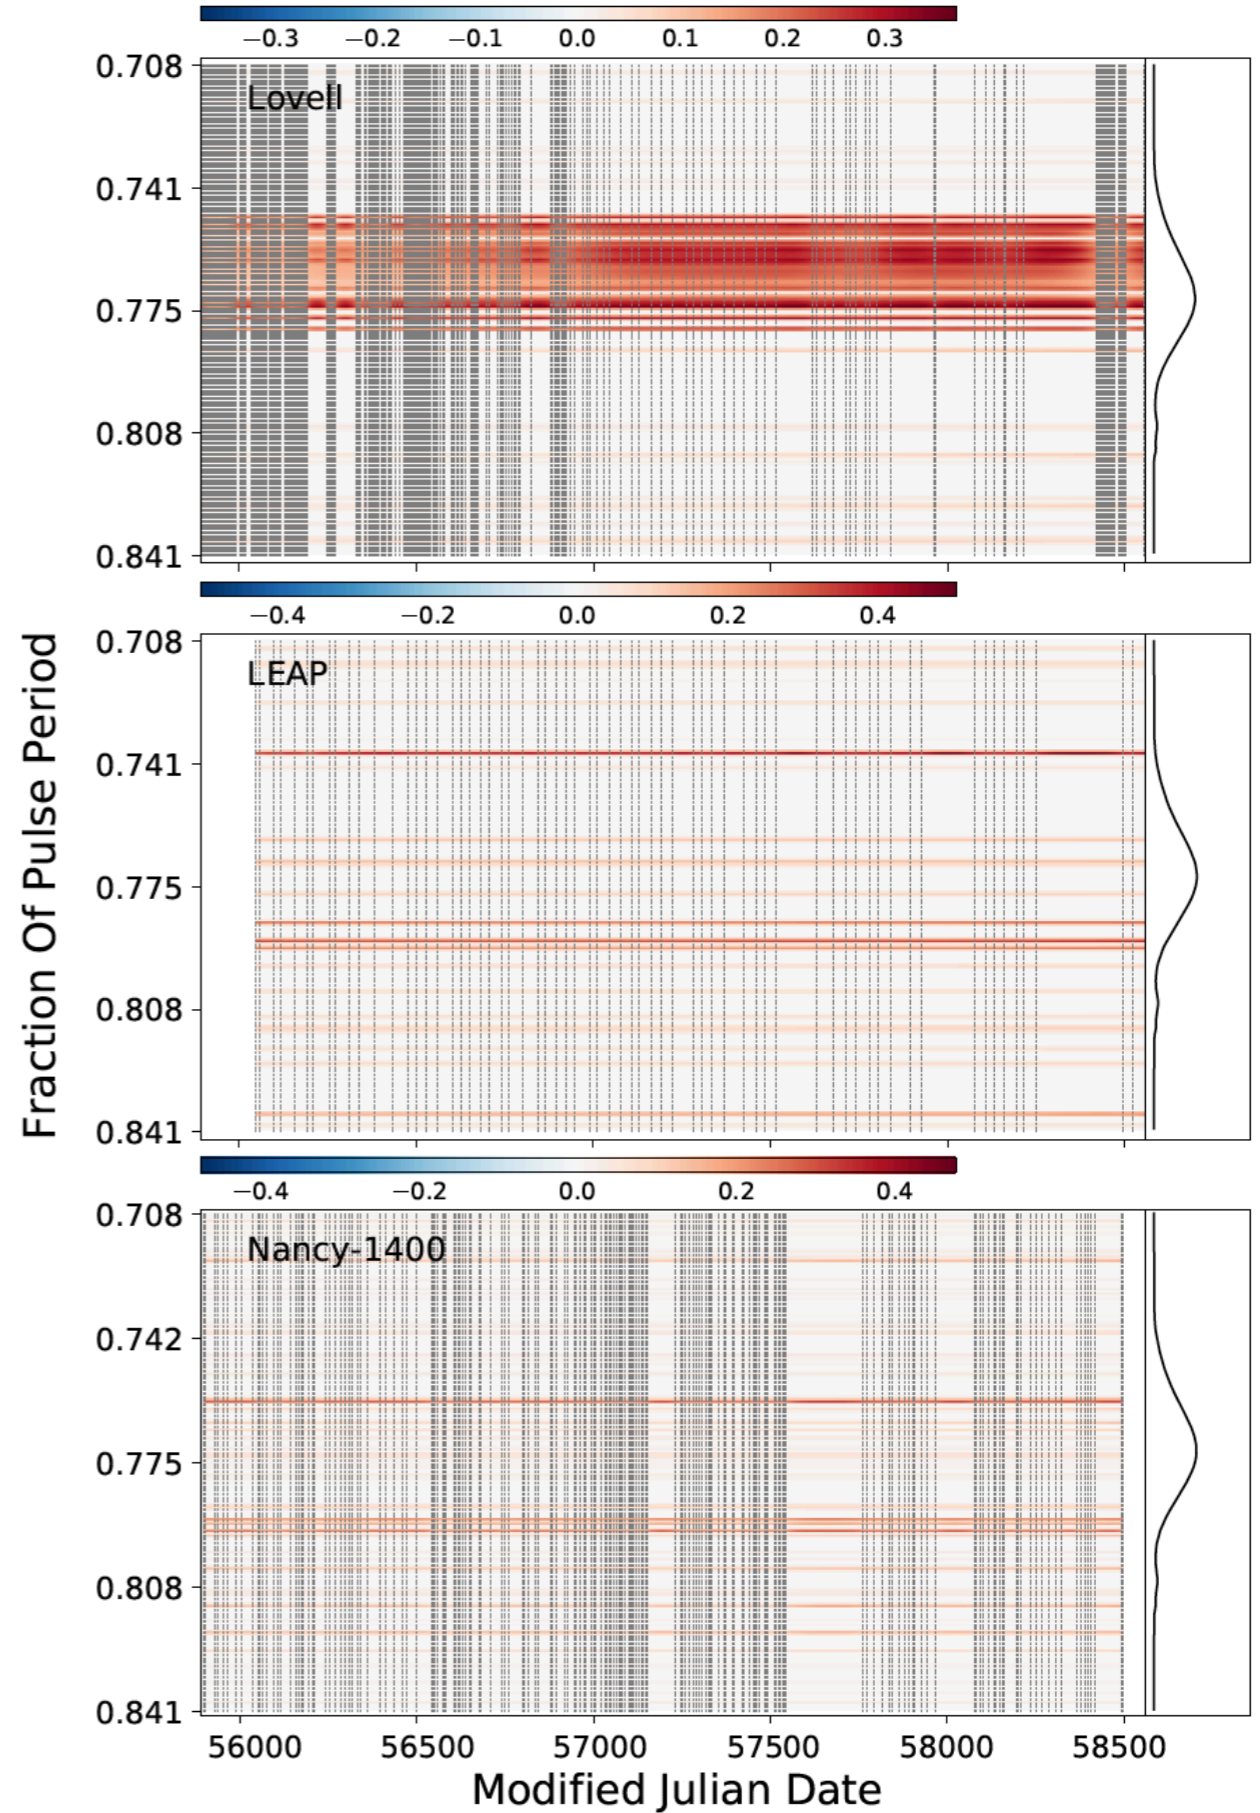 −0.3 −0.2 −0.1 0.0 0.1 0.2 0.3
0.708
Lovell
0.741
0.775
0.808
0.841
−0.4 −0.2 0.0 0.2 0.4
0.708
LEAP
0.741
0.775
0.808
0.841
Fraction Of Pulse Period
−0.4 −0.2 0.0 0.2 0.4
0.708
Nancy-1400
0.742
0.775
0.808
0.841
56000 56500 57000 57500 58000 58500
Modified Julian Date